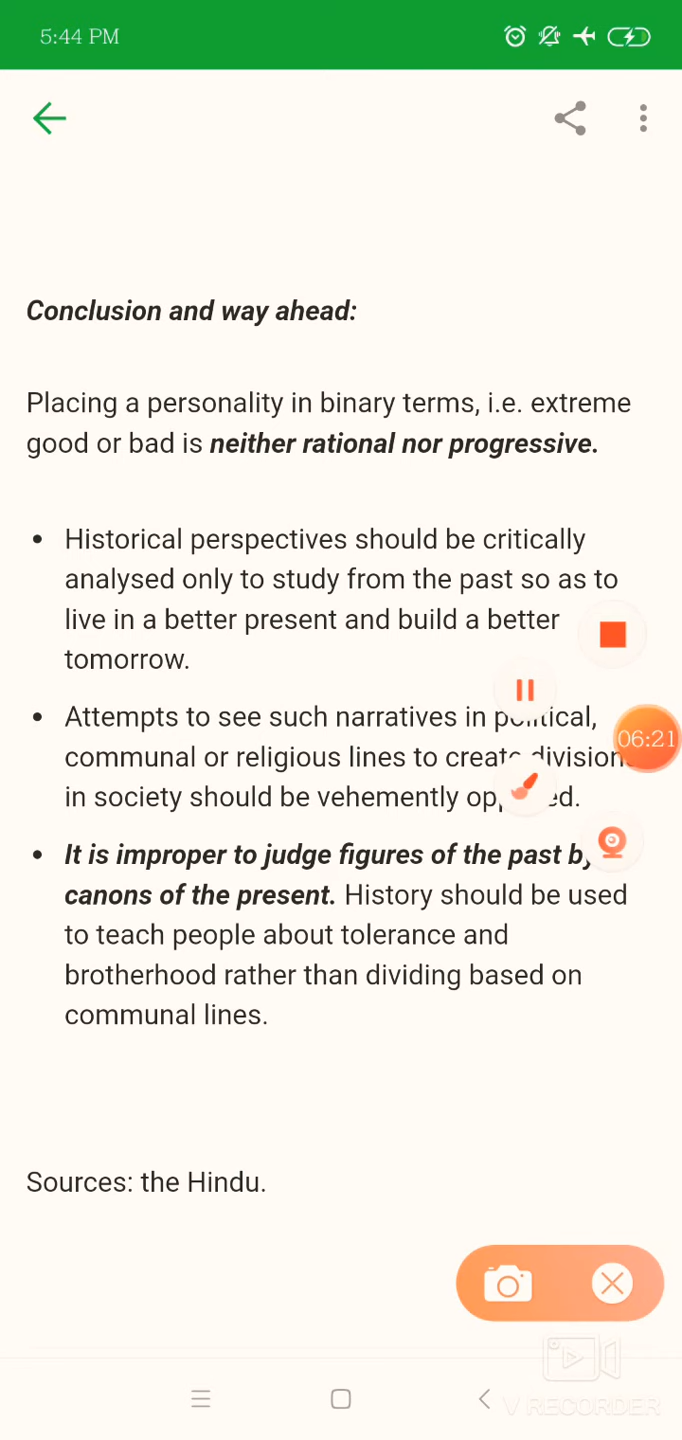 5:44 PM
Conclusion and way ahead:
Placing a personality in binary terms, i.e. extreme
good or bad is neither rational nor progressive.
• Historical perspectives should be critically
analysed only to study from the past so as to
live in a better present and build a better
tomorrow.
• Attempts to see such narratives in political,
communal or religious lines to create division
06:21
in society should be vehemently opposed.
• It is improper to judge figures of the past by
canons of the present. History should be used
to teach people about tolerance and
brotherhood rather than dividing based on
communal lines.
Sources: the Hindu.
V RECORDER